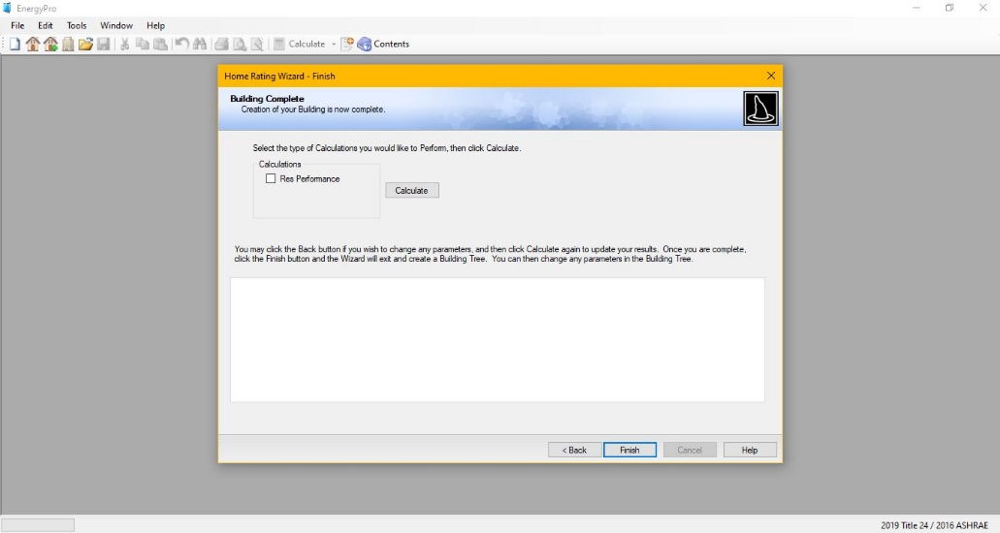 EnergyPro
File Edit Tools Window Help
Calculate Contents
Home Rating Wizard - Finish
Building Complete
Creation of your Building is now complete.
Select the type of Calculations you would like to Perform, then click Calculate.
Calculations
Res Performance
Calculate
You may click the Back button if you wish to change any parameters, and then click Calculate again to update your results. Once you are complete,
click the Finish button and the Wizard will exit and create a Building Tree. You can then change any parameters in the Building Tree.
< Back Finish Cancel Help
2019 Title 24 / 2016 ASHRAE